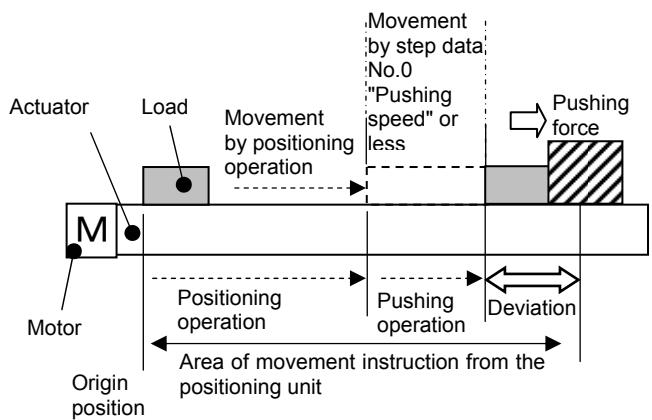 Movement
by step data
No.0
"Pushing
speed" or
less
Actuator
Load
Movement
by positioning
operation
Pushing
force
M
Motor
Positioning
operation
Pushing
operation
Deviation
Area of movement instruction from the
positioning unit
Origin
position